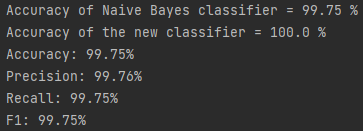 Accuracy of Naive Bayes classifier = 99.75 %
Accuracy of the new classifier = 100.0 %
Accuracy: 99.75%
Precision: 99.76%
Recall: 99.75%
F1: 99.75%